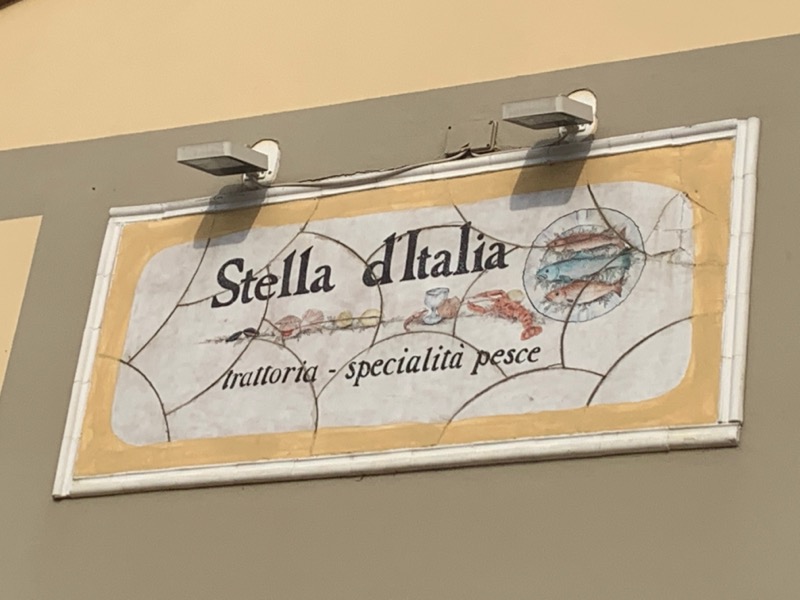 Stella d'Italia
trattoria - specialità pesce